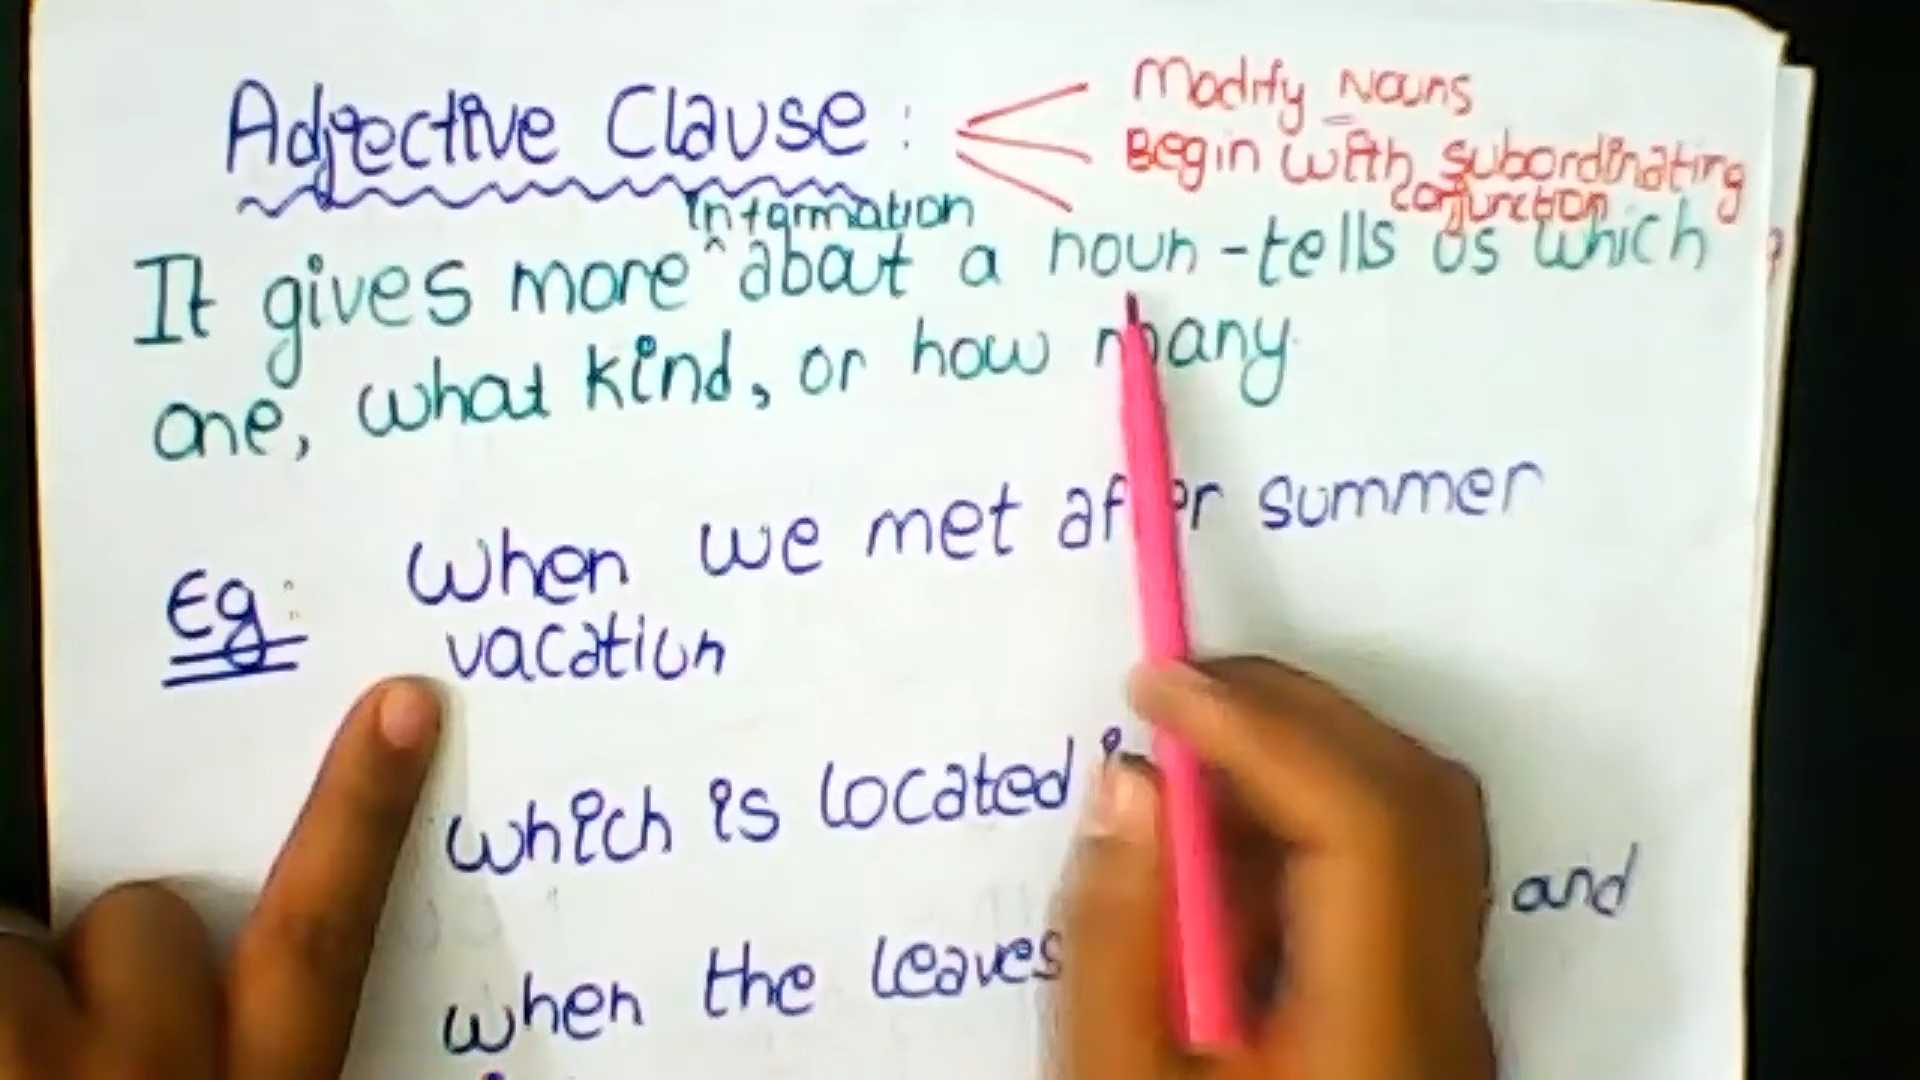 Adjective Clause :
Modify Nouns
Begin with subordinating
conjunction
Information
It gives more ^ about a noun - tells us which
one, what kind, or how many
Eg: When we met after summer
vacation
which is located
and
when the leaves